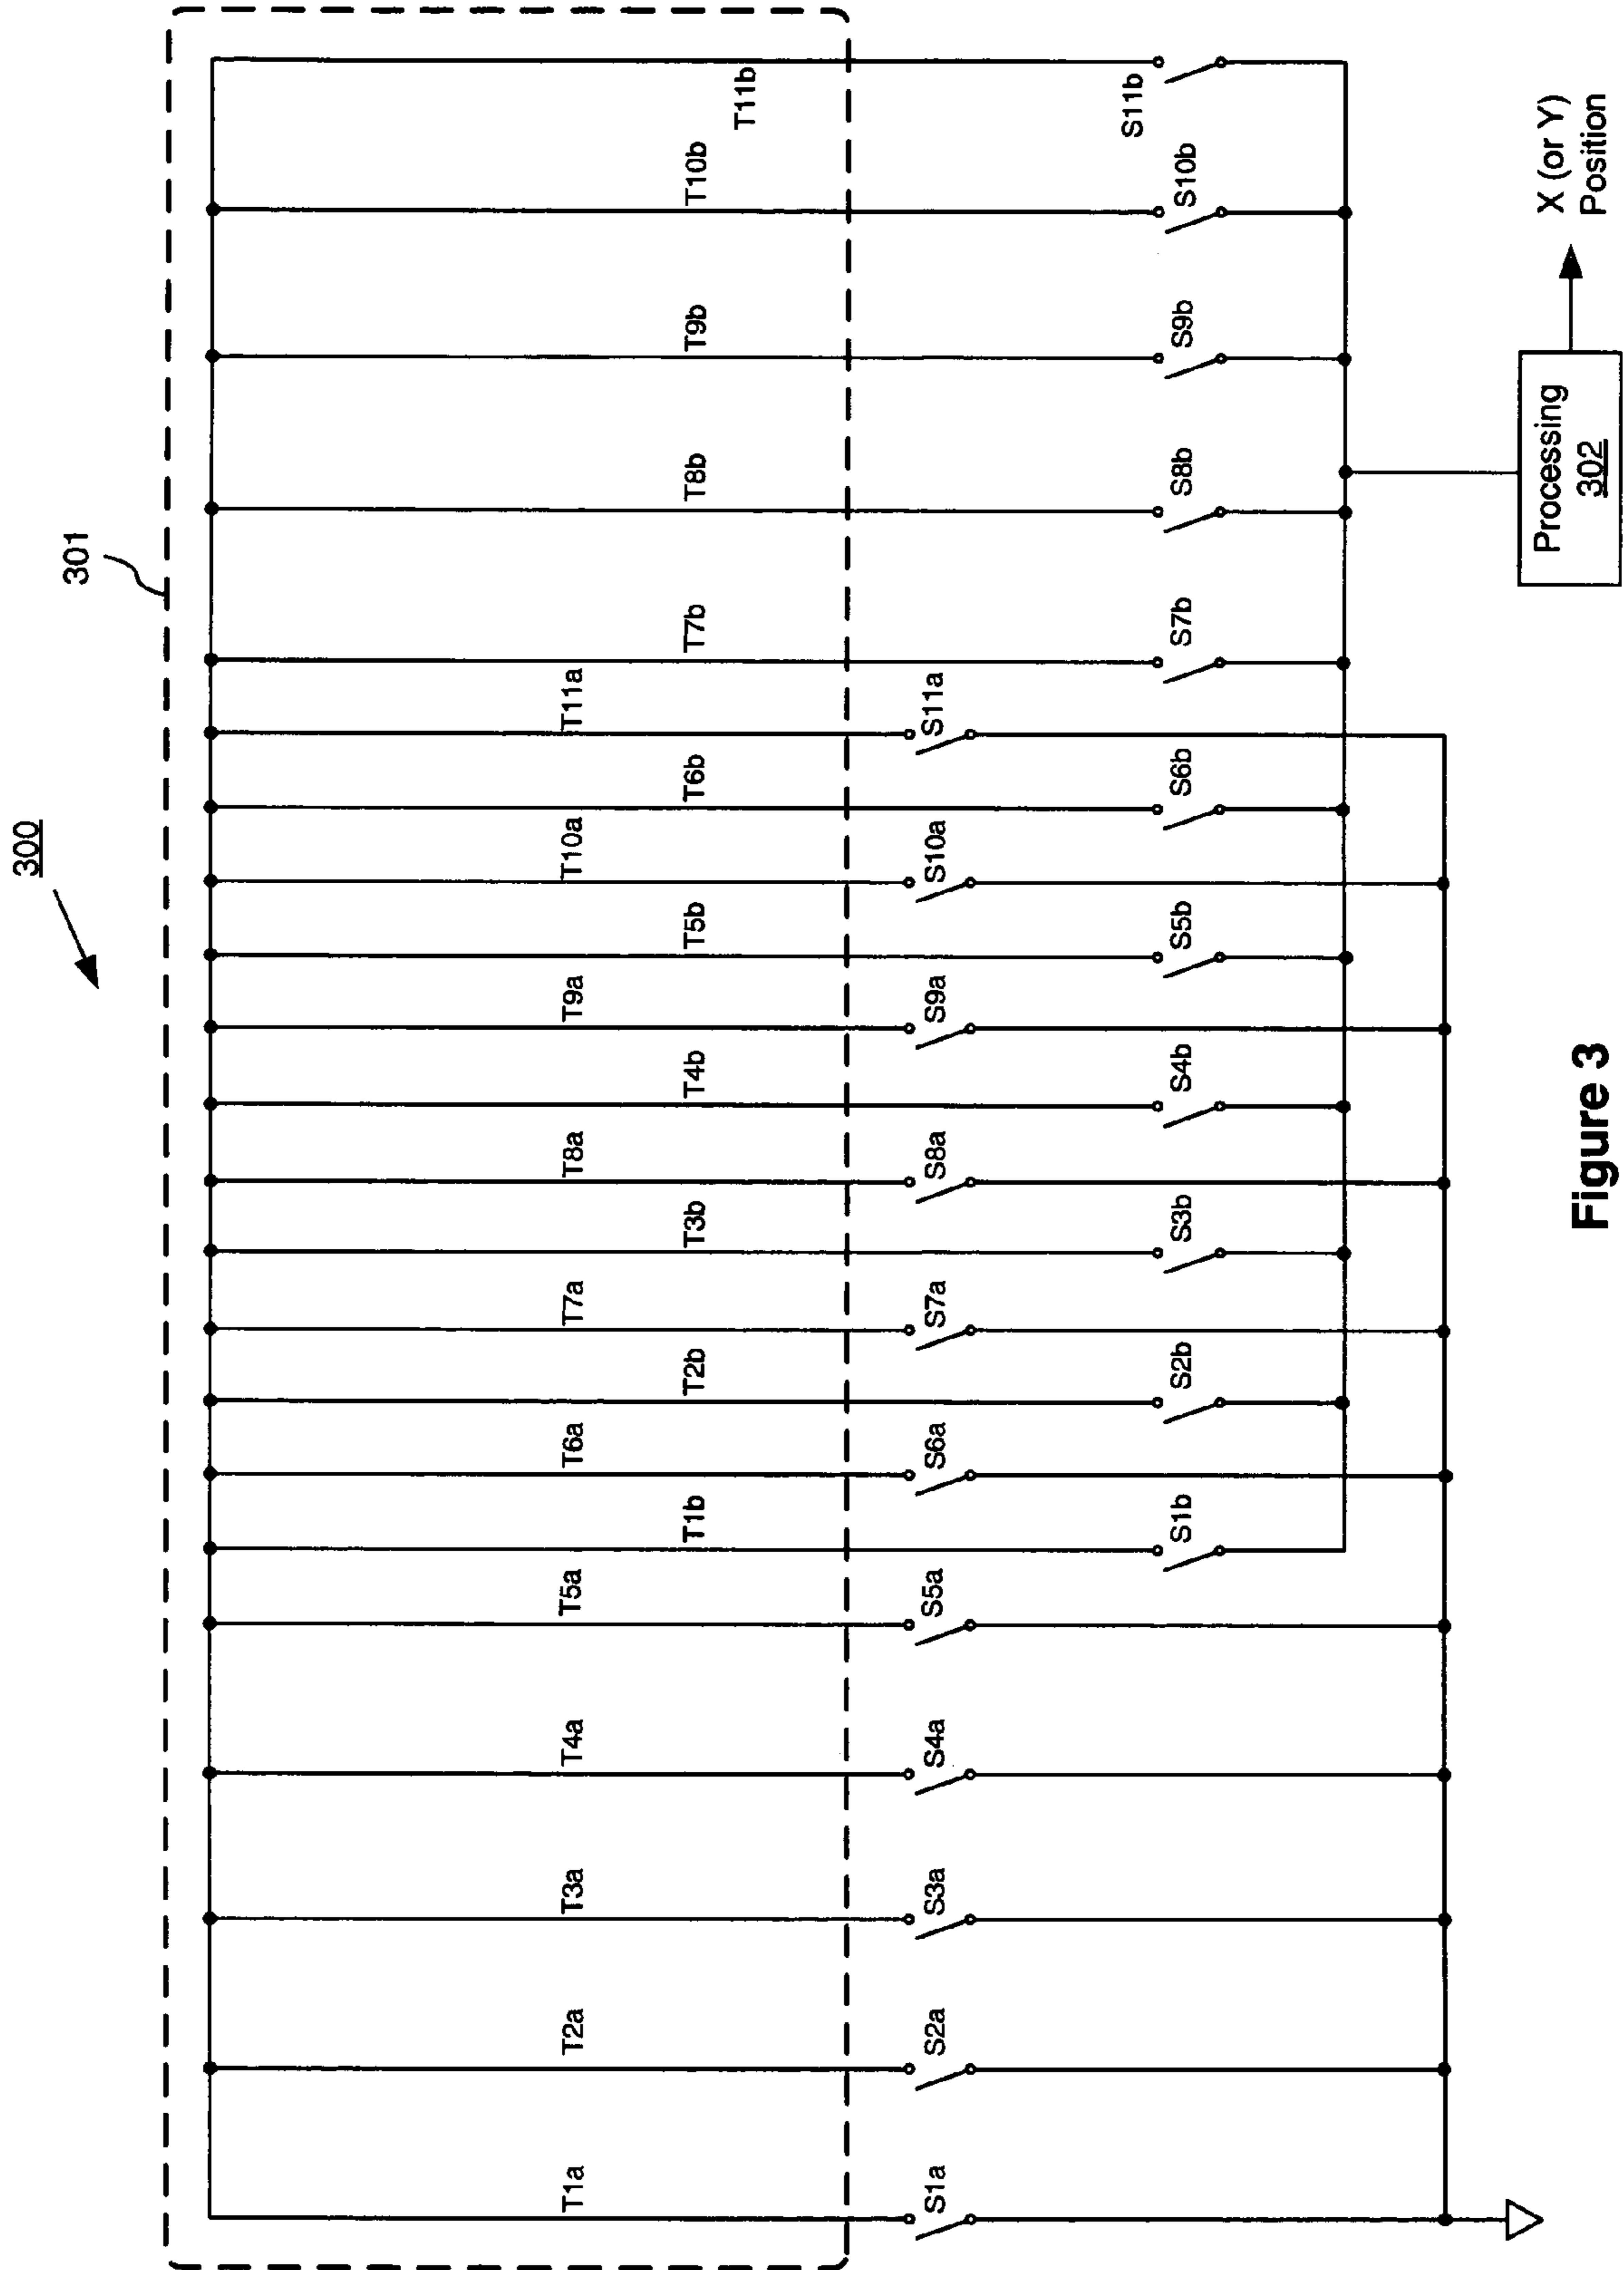 300
301
T1a
T2a
T3a
T4a
T5a
T1b
T6a
T2b
T7a
T3b
T8a
T4b
T9a
T5b
T10a
T6b
T11a
T7b
T8b
T9b
T10b
T11b
S1a
S2a
S3a
S4a
S5a
S1b
S6a
S2b
S7a
S3b
S8a
S4b
S9a
S5b
S10a
S6b
S11a
S7b
S8b
S9b
S10b
S11b
Processing
302
X (or Y)
Position
Figure 3